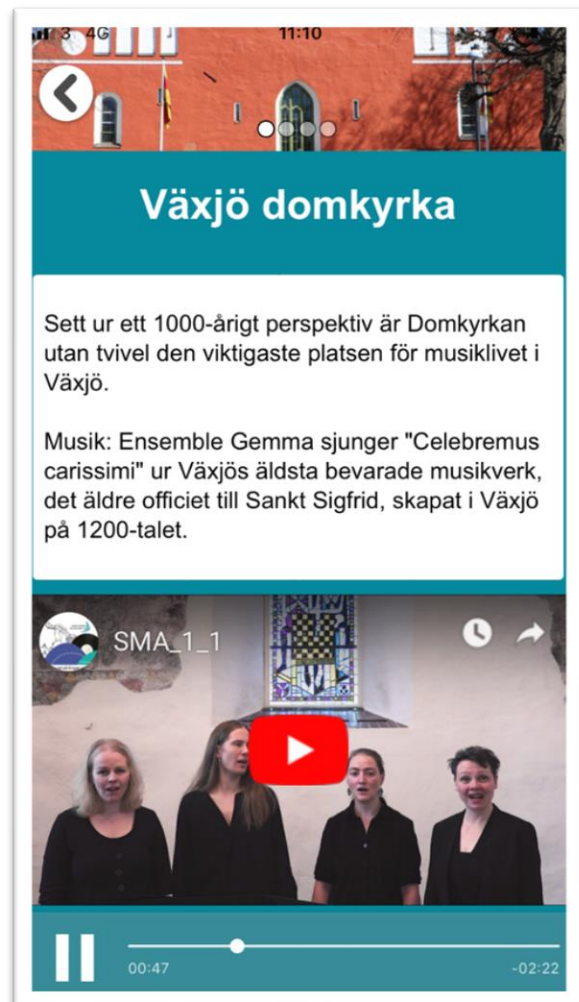 3 4G 11:10
Växjö domkyrka
Sett ur ett 1000-årigt perspektiv är Domkyrkan
utan tvivel den viktigaste platsen för musiklivet i
Växjö.
Musik: Ensemble Gemma sjunger "Celebremus
carissimi" ur Växjös äldsta bevarade musikverk,
det äldre officiet till Sankt Sigfrid, skapat i Växjö
på 1200-talet.
SMA_1_1
00:47 -02:22